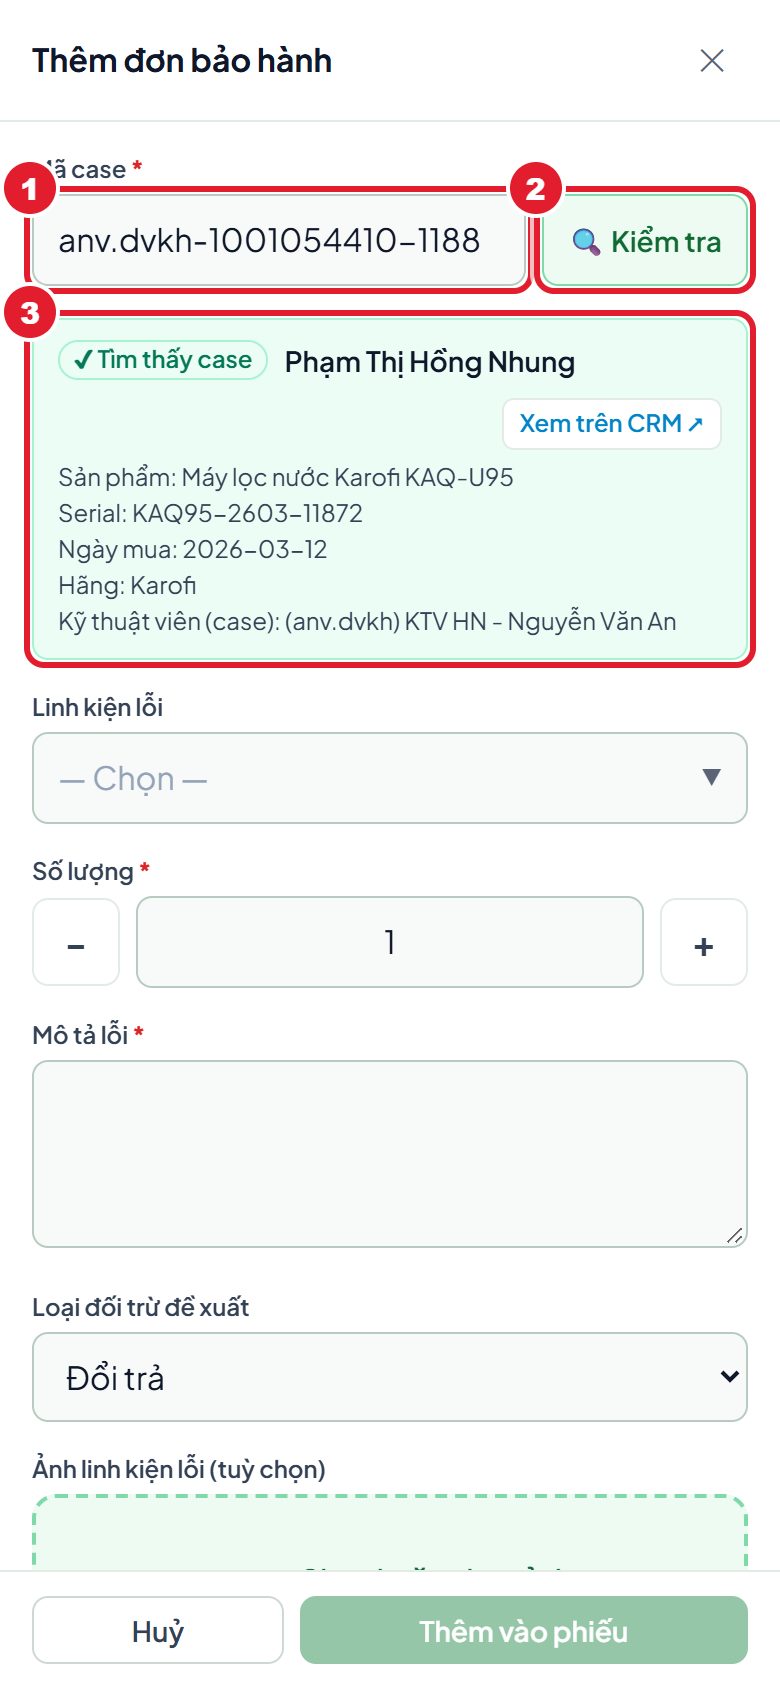 Thêm đơn bảo hành
ã case *
1
2
anv.dvkh-1001054410-1188
Kiểm tra
3
✓ Tìm thấy case
Phạm Thị Hồng Nhung
Xem trên CRM ↗
Sản phẩm: Máy lọc nước Karofi KAQ-U95
Serial: KAQ95-2603-11872
Ngày mua: 2026-03-12
Hãng: Karofi
Kỹ thuật viên (case): (anv.dvkh) KTV HN - Nguyễn Văn An
Linh kiện lỗi
— Chọn —
Số lượng *
−
1
+
Mô tả lỗi *
Loại đối trừ đề xuất
Đổi trả
Ảnh linh kiện lỗi (tuỳ chọn)
Huỷ
Thêm vào phiếu